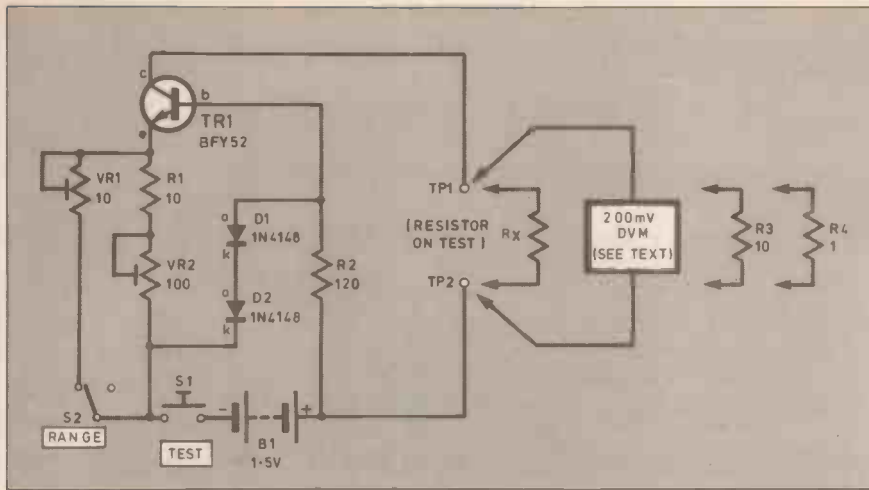 c
b
e
TR1
BFY52
VR1
10
R1
10
VR2
100
a
D1
1N4148
k
a
D2
1N4148
k
R2
120
TP1
(RESISTOR
ON TEST)
RX
TP2
200mV
DVM
(SEE TEXT)
R3
10
R4
1
S2
RANGE
S1
TEST
-
+
B1
1·5V